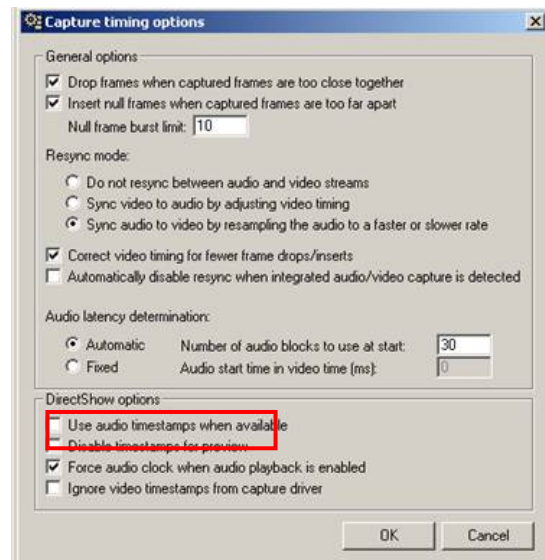 Capture timing options
General options
Drop frames when captured frames are too close together
Insert null frames when captured frames are too far apart
Null frame burst limit: 10
Resync mode:
Do not resync between audio and video streams
Sync video to audio by adjusting video timing
Sync audio to video by resampling the audio to a faster or slower rate
Correct video timing for fewer frame drops/inserts
Automatically disable resync when integrated audio/video capture is detected
Audio latency determination:
Automatic Number of audio blocks to use at start: 30
Fixed Audio start time in video time (ms): 0
DirectShow options
Use audio timestamps when available
Disable timestamps for preview
Force audio clock when audio playback is enabled
Ignore video timestamps from capture driver
OK Cancel